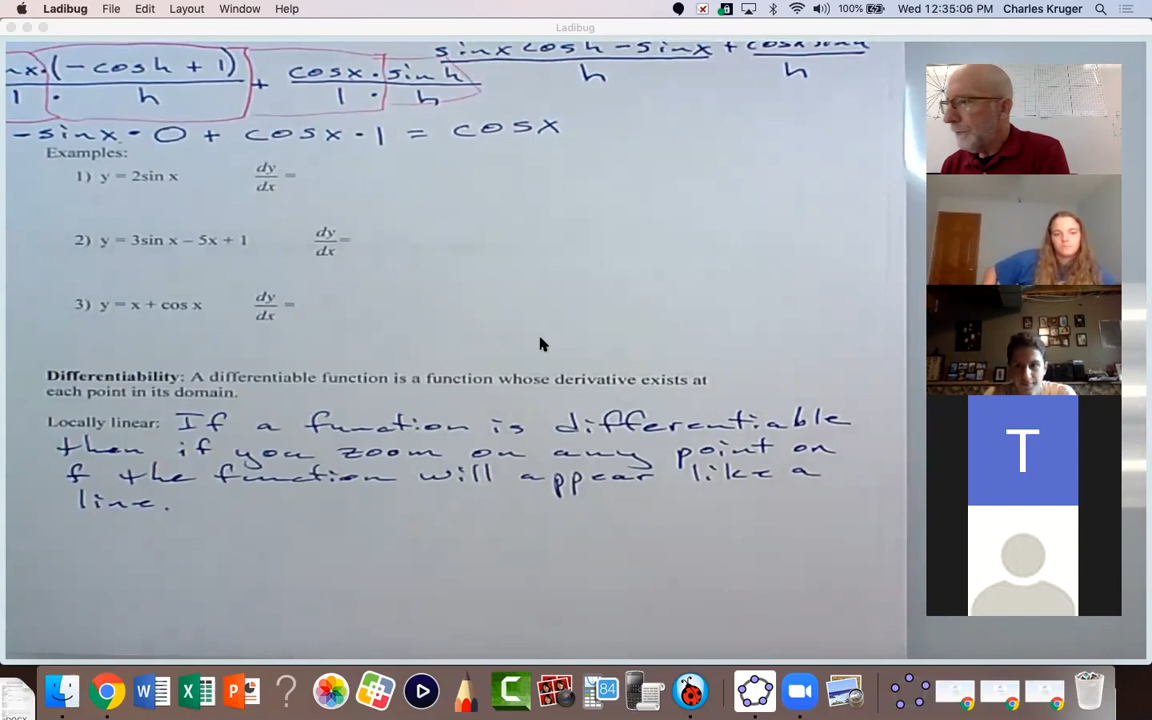 Ladibug File Edit Layout Window Help 100% Wed 12:35:06 PM Charles Kruger
Ladibug
sinx cosh - sinx + cosx sinh
h h
nx·(-cosh + 1) + cosx · sin h
1 · h 1 · h
-sinx · 0 + cosx · 1 = cosx
Examples:
1) y = 2sin x dy/dx =
2) y = 3sin x – 5x + 1 dy/dx =
3) y = x + cos x dy/dx =
Differentiability: A differentiable function is a function whose derivative exists at
each point in its domain.
Locally linear: If a function is differentiable
then if you zoom on any point on
f the function will appear like a
line.
T
84